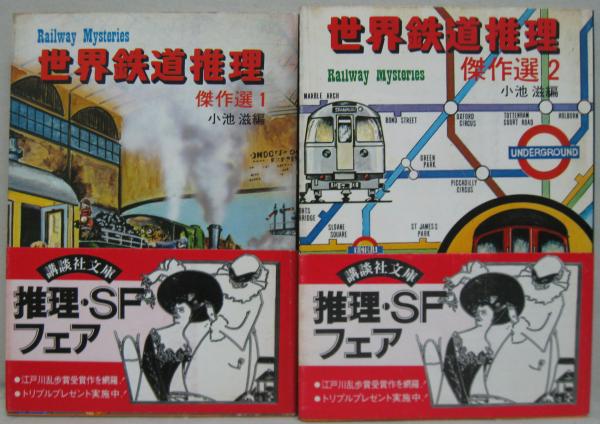 Railway Mysteries
世界鉄道推理
傑作選1
小池 滋編
講談社文庫
推理・SF
フェア
●江戸川乱歩賞受賞作を網羅!
●トリプルプレゼント実施中!
世界鉄道推理
傑作選2
Railway Mysteries
小池 滋編
MARBLE ARCH
BOND STREET
OXFORD
CIRCUS
TOTTENHAM
COURT ROAD
HOLBORN
UNDERGROUND
GREEN
PARK
PICCADILLY
CIRCUS
SLOANE
SQUARE
ST JAMES'S
PARK
VICTORIA
講談社文庫
推理・SF
フェア
●江戸川乱歩賞受賞作を網羅!
●トリプルプレゼント実施中!